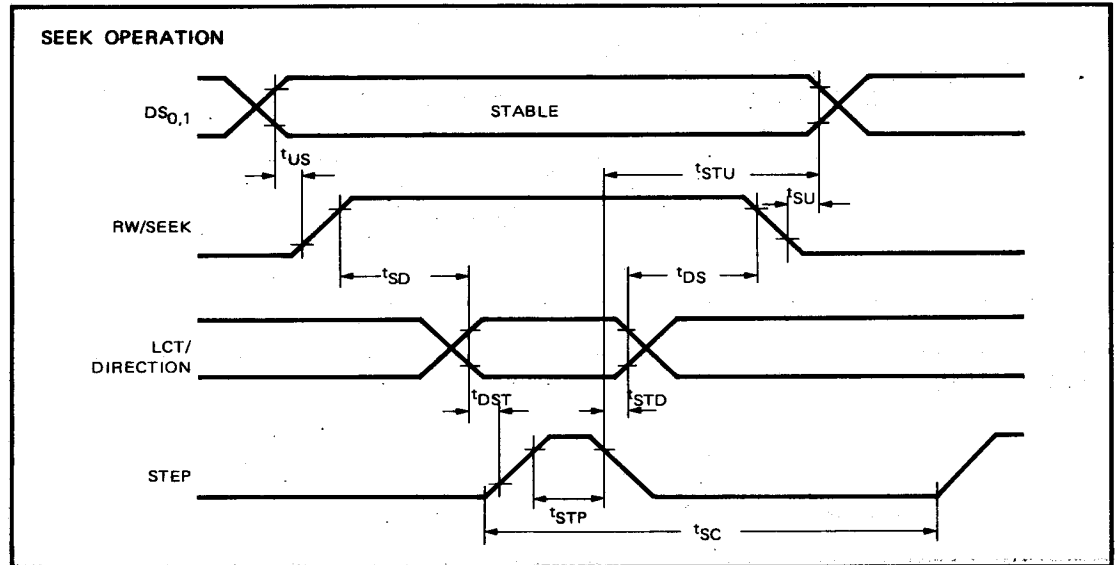 SEEK OPERATION
DS0,1
STABLE
tUS
tSTU
tSU
RW/SEEK
tSD
tDS
LCT/
DIRECTION
tDST
tSTD
STEP
tSTP
tSC